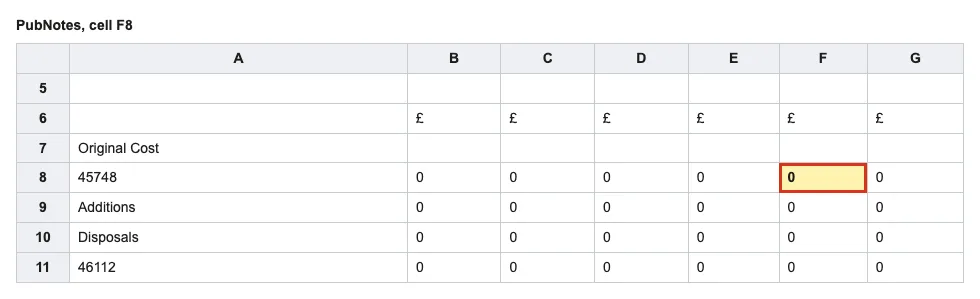 PubNotes, cell F8
A B C D E F G
5
6 £ £ £ £ £ £
7 Original Cost
8 45748 0 0 0 0 0 0
9 Additions 0 0 0 0 0 0
10 Disposals 0 0 0 0 0 0
11 46112 0 0 0 0 0 0